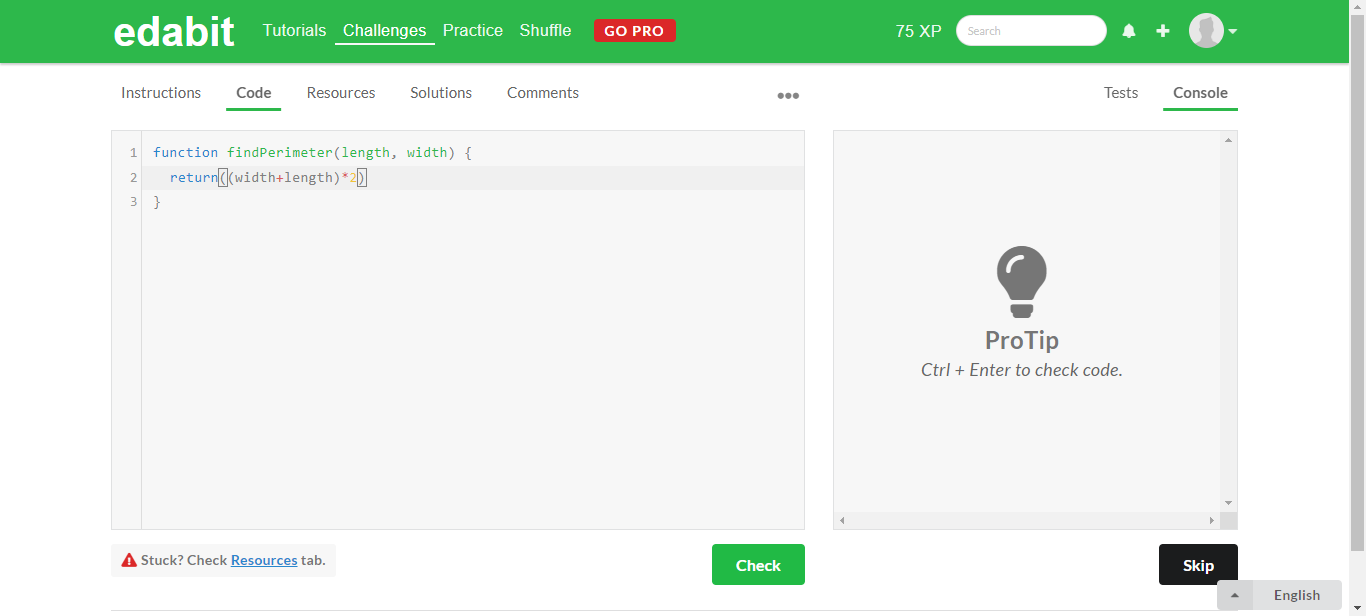 edabit Tutorials Challenges Practice Shuffle GO PRO 75 XP Search
Instructions Code Resources Solutions Comments ••• Tests Console
1 function findPerimeter(length, width) {
2 return((width+length)*2)
3 }
ProTip
Ctrl + Enter to check code.
Stuck? Check Resources tab. Check Skip
English